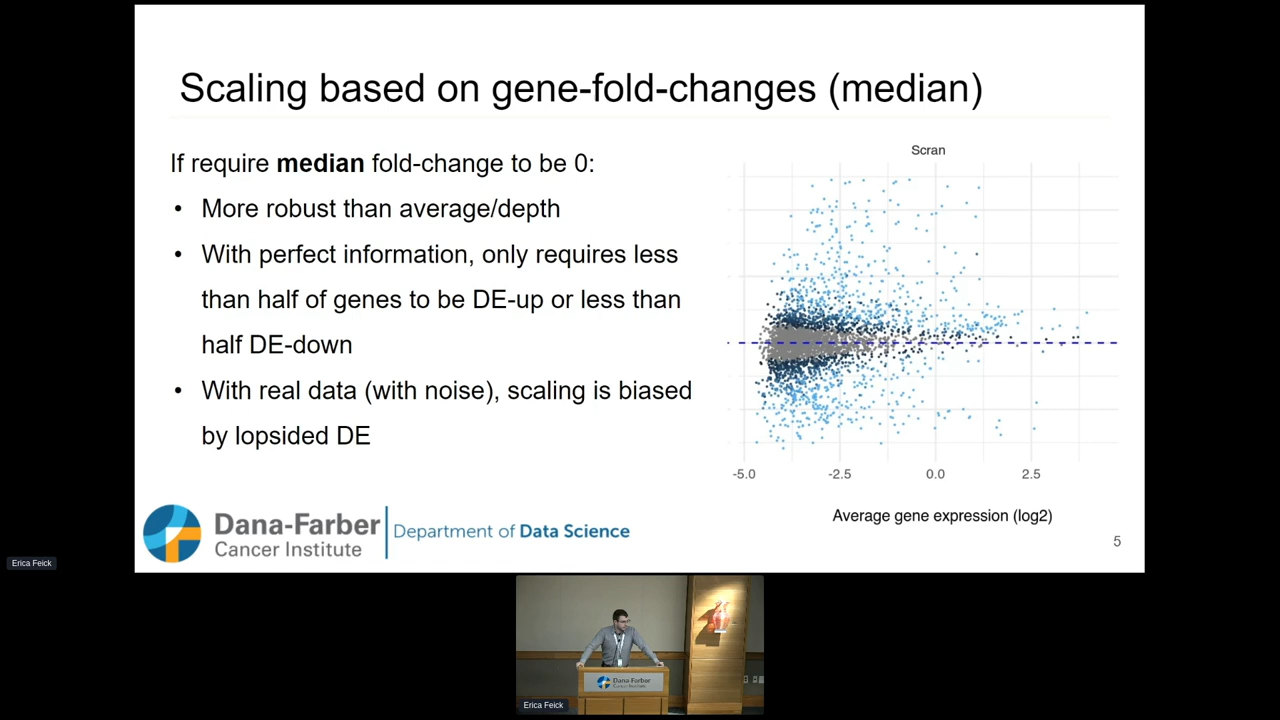 Scaling based on gene-fold-changes (median)
If require median fold-change to be 0:
• More robust than average/depth
• With perfect information, only requires less
than half of genes to be DE-up or less than
half DE-down
• With real data (with noise), scaling is biased
by lopsided DE
Scran
-5.0 -2.5 0.0 2.5
Average gene expression (log2)
Dana-Farber
Cancer Institute
Department of Data Science
5
Erica Feick
Dana-Farber
Cancer Institute
Erica Feick